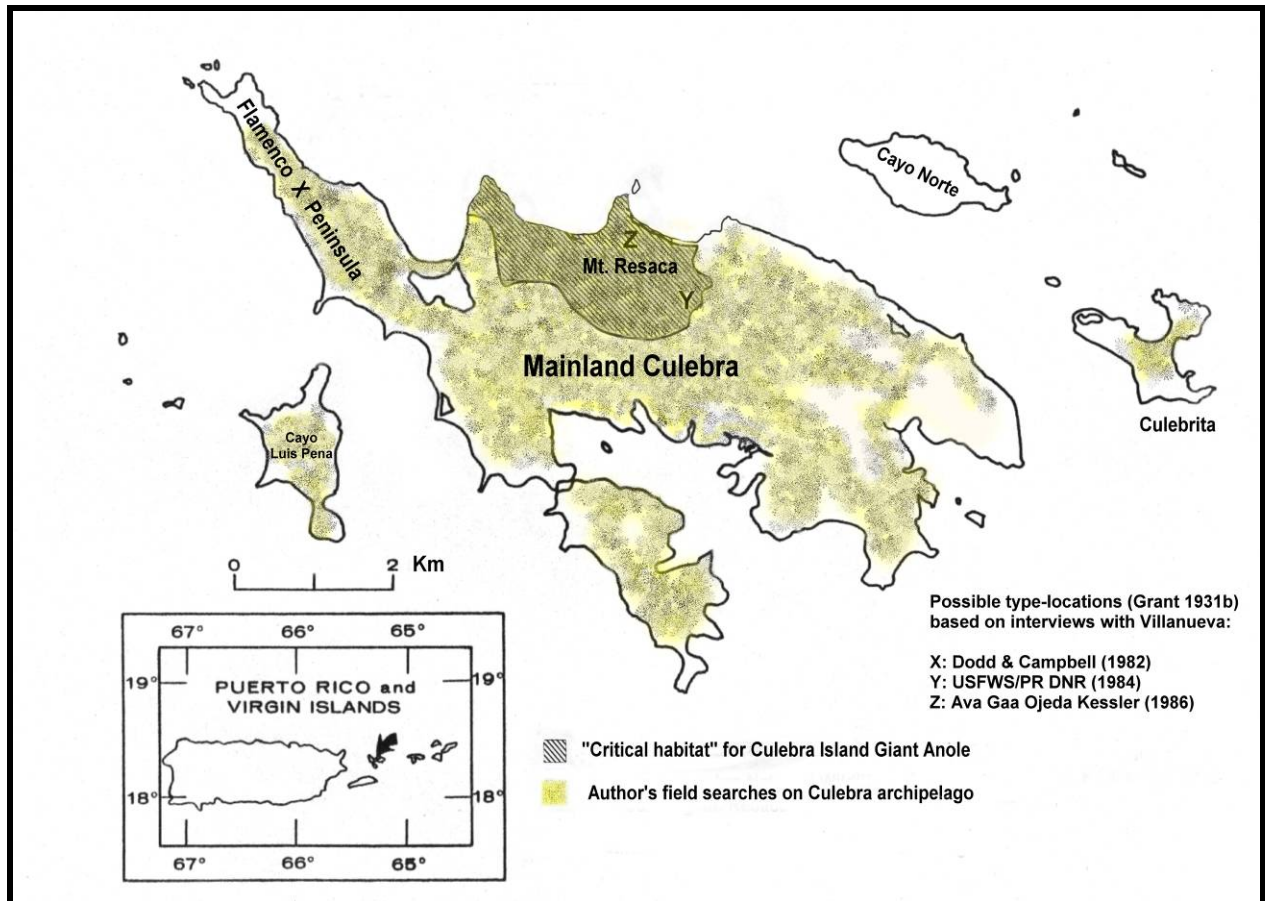 Flamenco X Peninsula
Cayo Norte
Z
Mt. Resaca
Y
Mainland Culebra
Culebrita
Cayo
Luis Pena
0 2 Km
Possible type-locations (Grant 1931b)
based on interviews with Villanueva:
X: Dodd & Campbell (1982)
Y: USFWS/PR DNR (1984)
Z: Ava Gaa Ojeda Kessler (1986)
67° 66° 65°
19° 19°
PUERTO RICO and
VIRGIN ISLANDS
18° 18°
67° 66° 65°
"Critical habitat" for Culebra Island Giant Anole
Author's field searches on Culebra archipelago